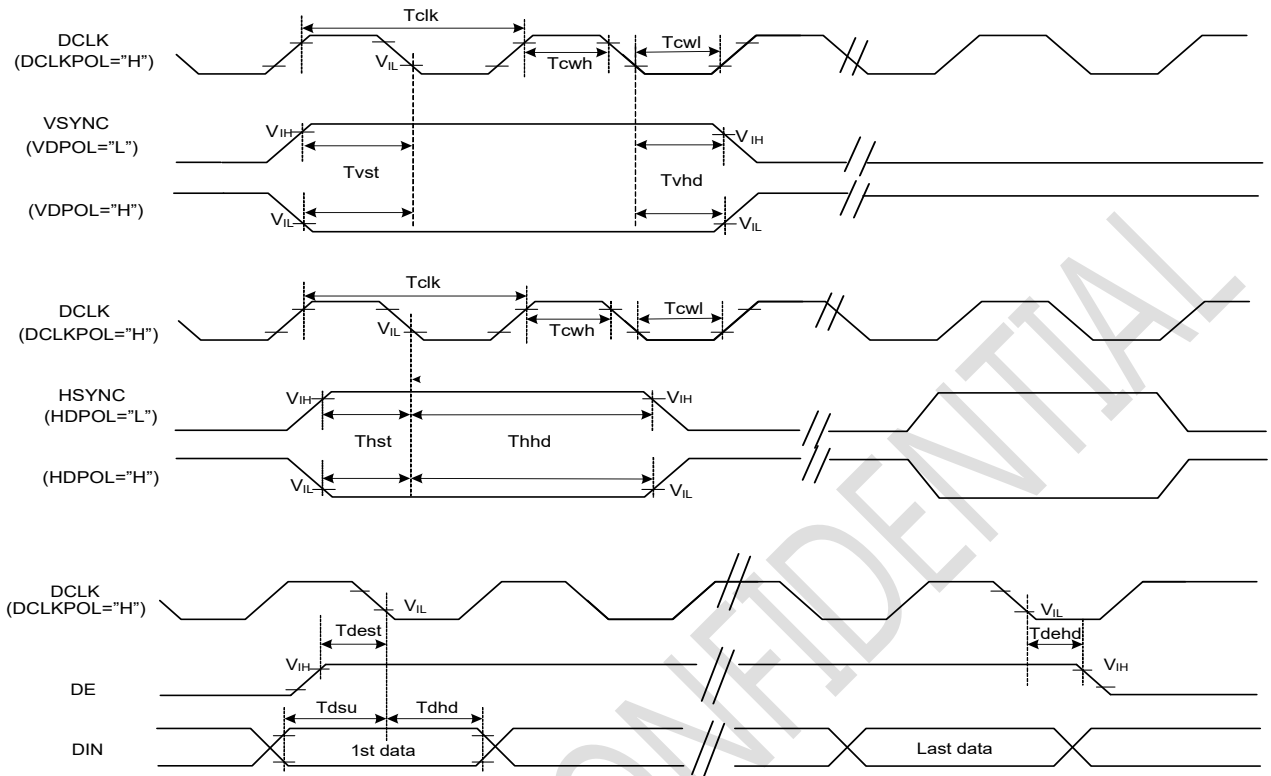 Tclk
DCLK
(DCLKPOL=”H”)
VIL
Tcwh
Tcwl
VSYNC
(VDPOL=”L”)
VIH
VIH
Tvst
Tvhd
(VDPOL=”H”)
VIL
VIL
Tclk
DCLK
(DCLKPOL=”H”)
VIL
Tcwh
Tcwl
HSYNC
(HDPOL=”L”)
VIH
VIH
Thst
Thhd
(HDPOL=”H”)
VIL
VIL
DCLK
(DCLKPOL=”H”)
VIL
VIL
Tdest
Tdehd
VIH
VIH
DE
Tdsu
Tdhd
DIN
1st data
Last data
ONFIDENTIAL